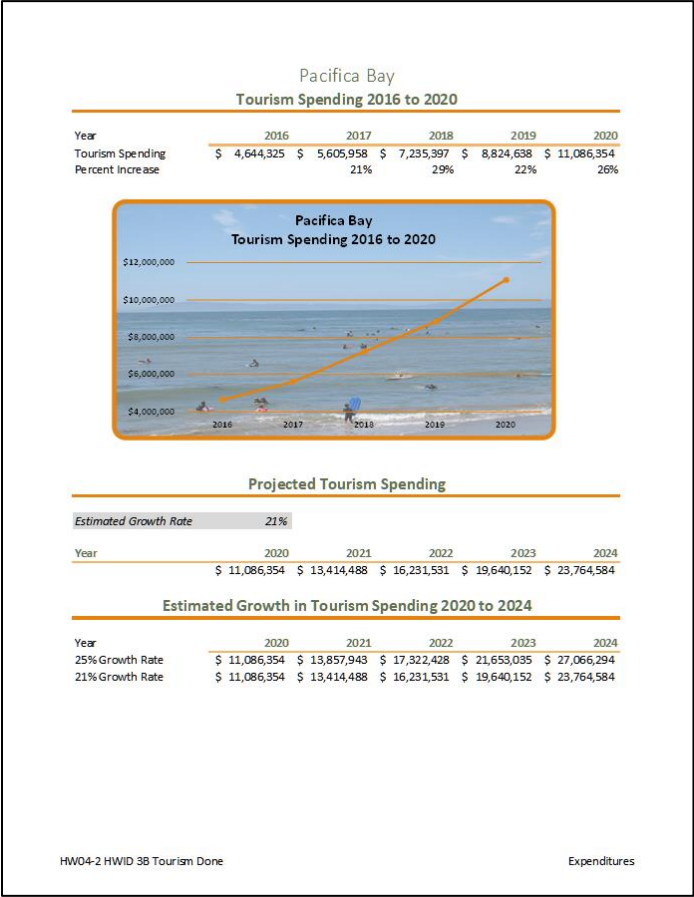 Pacifica Bay
Tourism Spending 2016 to 2020
Year 2016 2017 2018 2019 2020
Tourism Spending $ 4,644,325 $ 5,605,958 $ 7,235,397 $ 8,824,638 $ 11,086,354
Percent Increase 21% 29% 22% 26%
Pacifica Bay
Tourism Spending 2016 to 2020
$12,000,000
$10,000,000
$8,000,000
$6,000,000
$4,000,000
2016 2017 2018 2019 2020
Projected Tourism Spending
Estimated Growth Rate 21%
Year 2020 2021 2022 2023 2024
$ 11,086,354 $ 13,414,488 $ 16,231,531 $ 19,640,152 $ 23,764,584
Estimated Growth in Tourism Spending 2020 to 2024
Year 2020 2021 2022 2023 2024
25% Growth Rate $ 11,086,354 $ 13,857,943 $ 17,322,428 $ 21,653,035 $ 27,066,294
21% Growth Rate $ 11,086,354 $ 13,414,488 $ 16,231,531 $ 19,640,152 $ 23,764,584
HW04-2 HWID 3B Tourism Done Expenditures